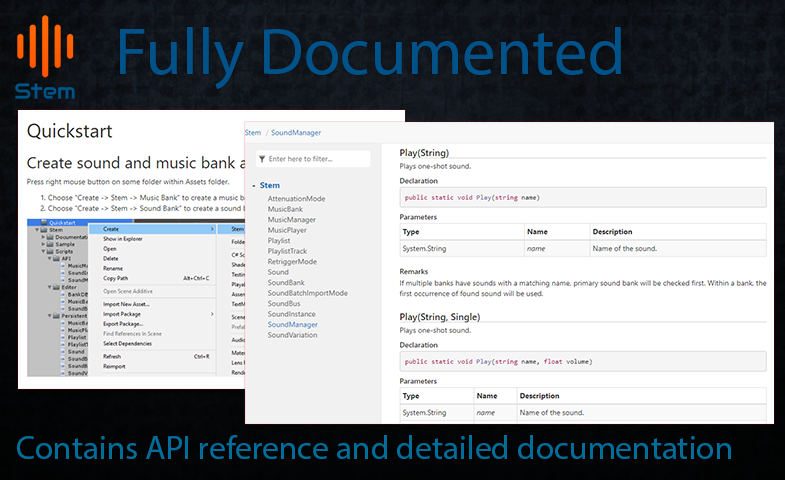 Stem
Fully Documented
Quickstart
Create sound and music bank a
Press right mouse button on some folder within Assets folder.
1. Choose "Create -> Stem -> Music Bank" to create a music b
2. Choose "Create -> Stem -> Sound Bank" to create a sound b
Quickstart
Stem
Documentati
Sample
Scripts
API
MusicMa
SoundIn
SoundM
Editor
BankDB
MusicBa
SoundBa
Persistent
MusicBa
MusicPla
Playlist
Playlist
Sound
SoundB
SoundB
SoundV
Create
Show in Explorer
Open
Delete
Rename
Copy Path Alt+Ctrl+C
Open Scene Additive
Import New Asset...
Import Package
Export Package...
Find References In Scene
Select Dependencies
Refresh Ctrl+R
Reimport
Stem
Folde
C# Sc
Shade
Testin
Playa
Assen
TextM
Scene
Prefab
Audio
Mater
Lens F
Rend
Stem / SoundManager
Enter here to filter...
Stem
AttenuationMode
MusicBank
MusicManager
MusicPlayer
Playlist
PlaylistTrack
RetriggerMode
Sound
SoundBank
SoundBatchImportMode
SoundBus
SoundInstance
SoundManager
SoundVariation
Play(String)
Plays one-shot sound.
Declaration
public static void Play(string name)
Parameters
Type Name Description
System.String name Name of the sound.
Remarks
If multiple banks have sounds with a matching name, primary sound bank will be checked first. Within a bank, the
first occurrence of found sound will be used.
Play(String, Single)
Plays one-shot sound.
Declaration
public static void Play(string name, float volume)
Parameters
Type Name Description
System.String name Name of the sound.
Contains API reference and detailed documentation